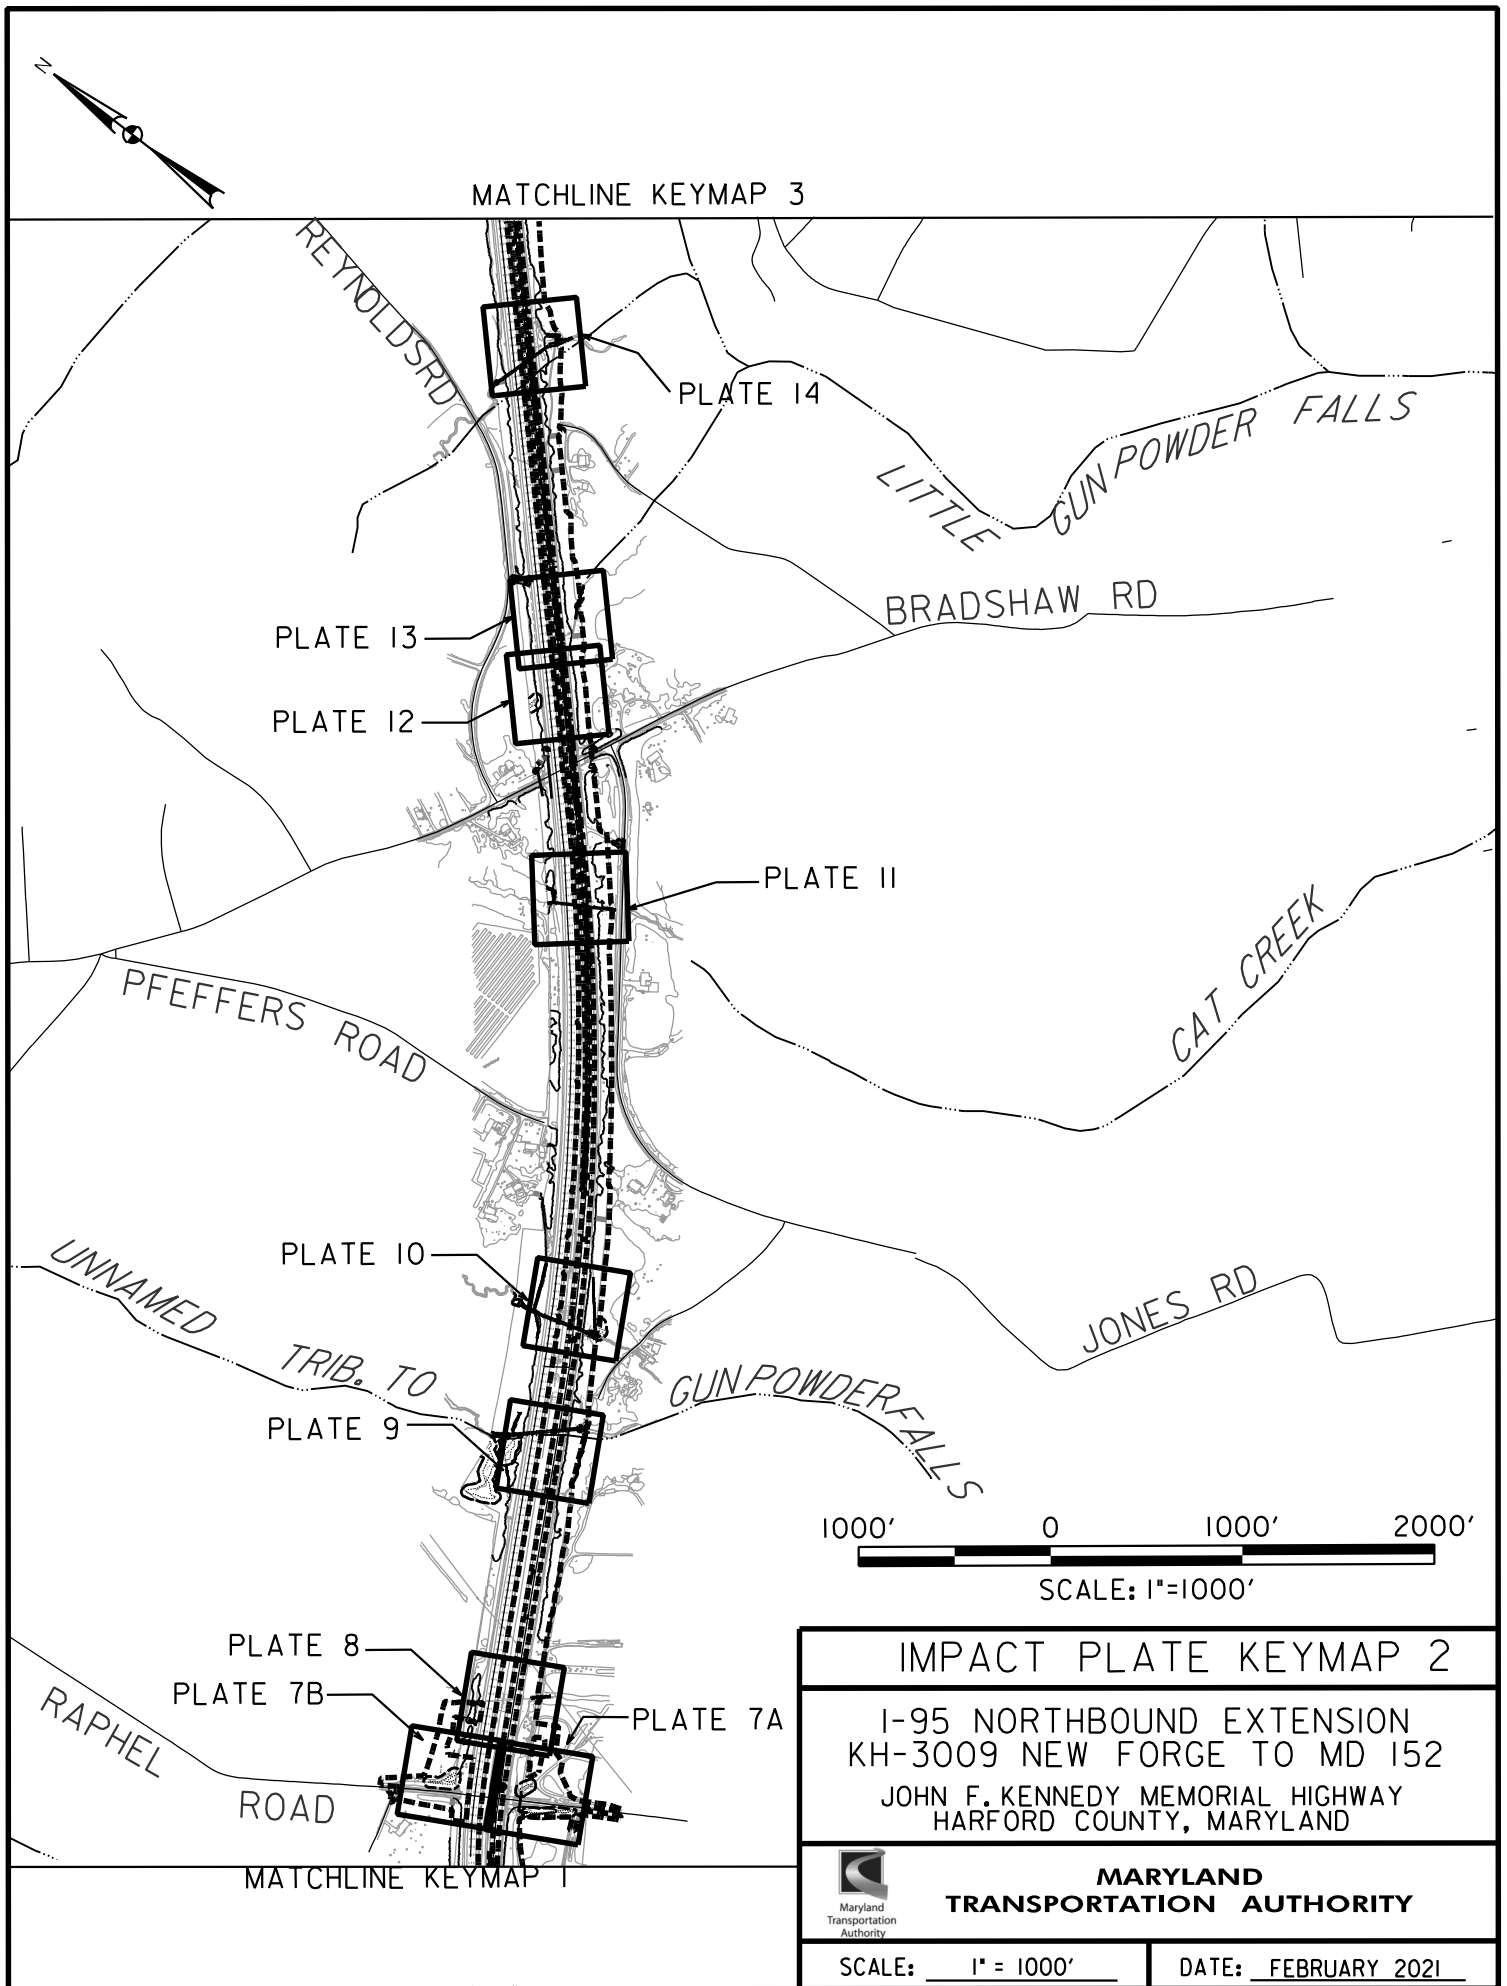 N
MATCHLINE KEYMAP 3
REYNOLDS RD
PLATE 14
LITTLE GUNPOWDER FALLS
BRADSHAW RD
PLATE 13
PLATE 12
PLATE 11
CAT CREEK
PFEFFERS ROAD
PLATE 10
JONES RD
UNNAMED TRIB. TO GUNPOWDER FALLS
PLATE 9
1000' 0 1000' 2000'
SCALE: 1"=1000'
PLATE 8
PLATE 7B
PLATE 7A
RAPHEL ROAD
MATCHLINE KEYMAP 1
IMPACT PLATE KEYMAP 2
I-95 NORTHBOUND EXTENSION
KH-3009 NEW FORGE TO MD 152
JOHN F. KENNEDY MEMORIAL HIGHWAY
HARFORD COUNTY, MARYLAND
Maryland
Transportation
Authority
MARYLAND
TRANSPORTATION AUTHORITY
SCALE: 1" = 1000' DATE: FEBRUARY 2021